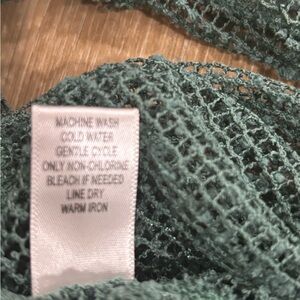 MACHINE WASH
COLD WATER
GENTLE CYCLE
ONLY NON-CHLORINE
BLEACH IF NEEDED
LINE DRY
WARM IRON